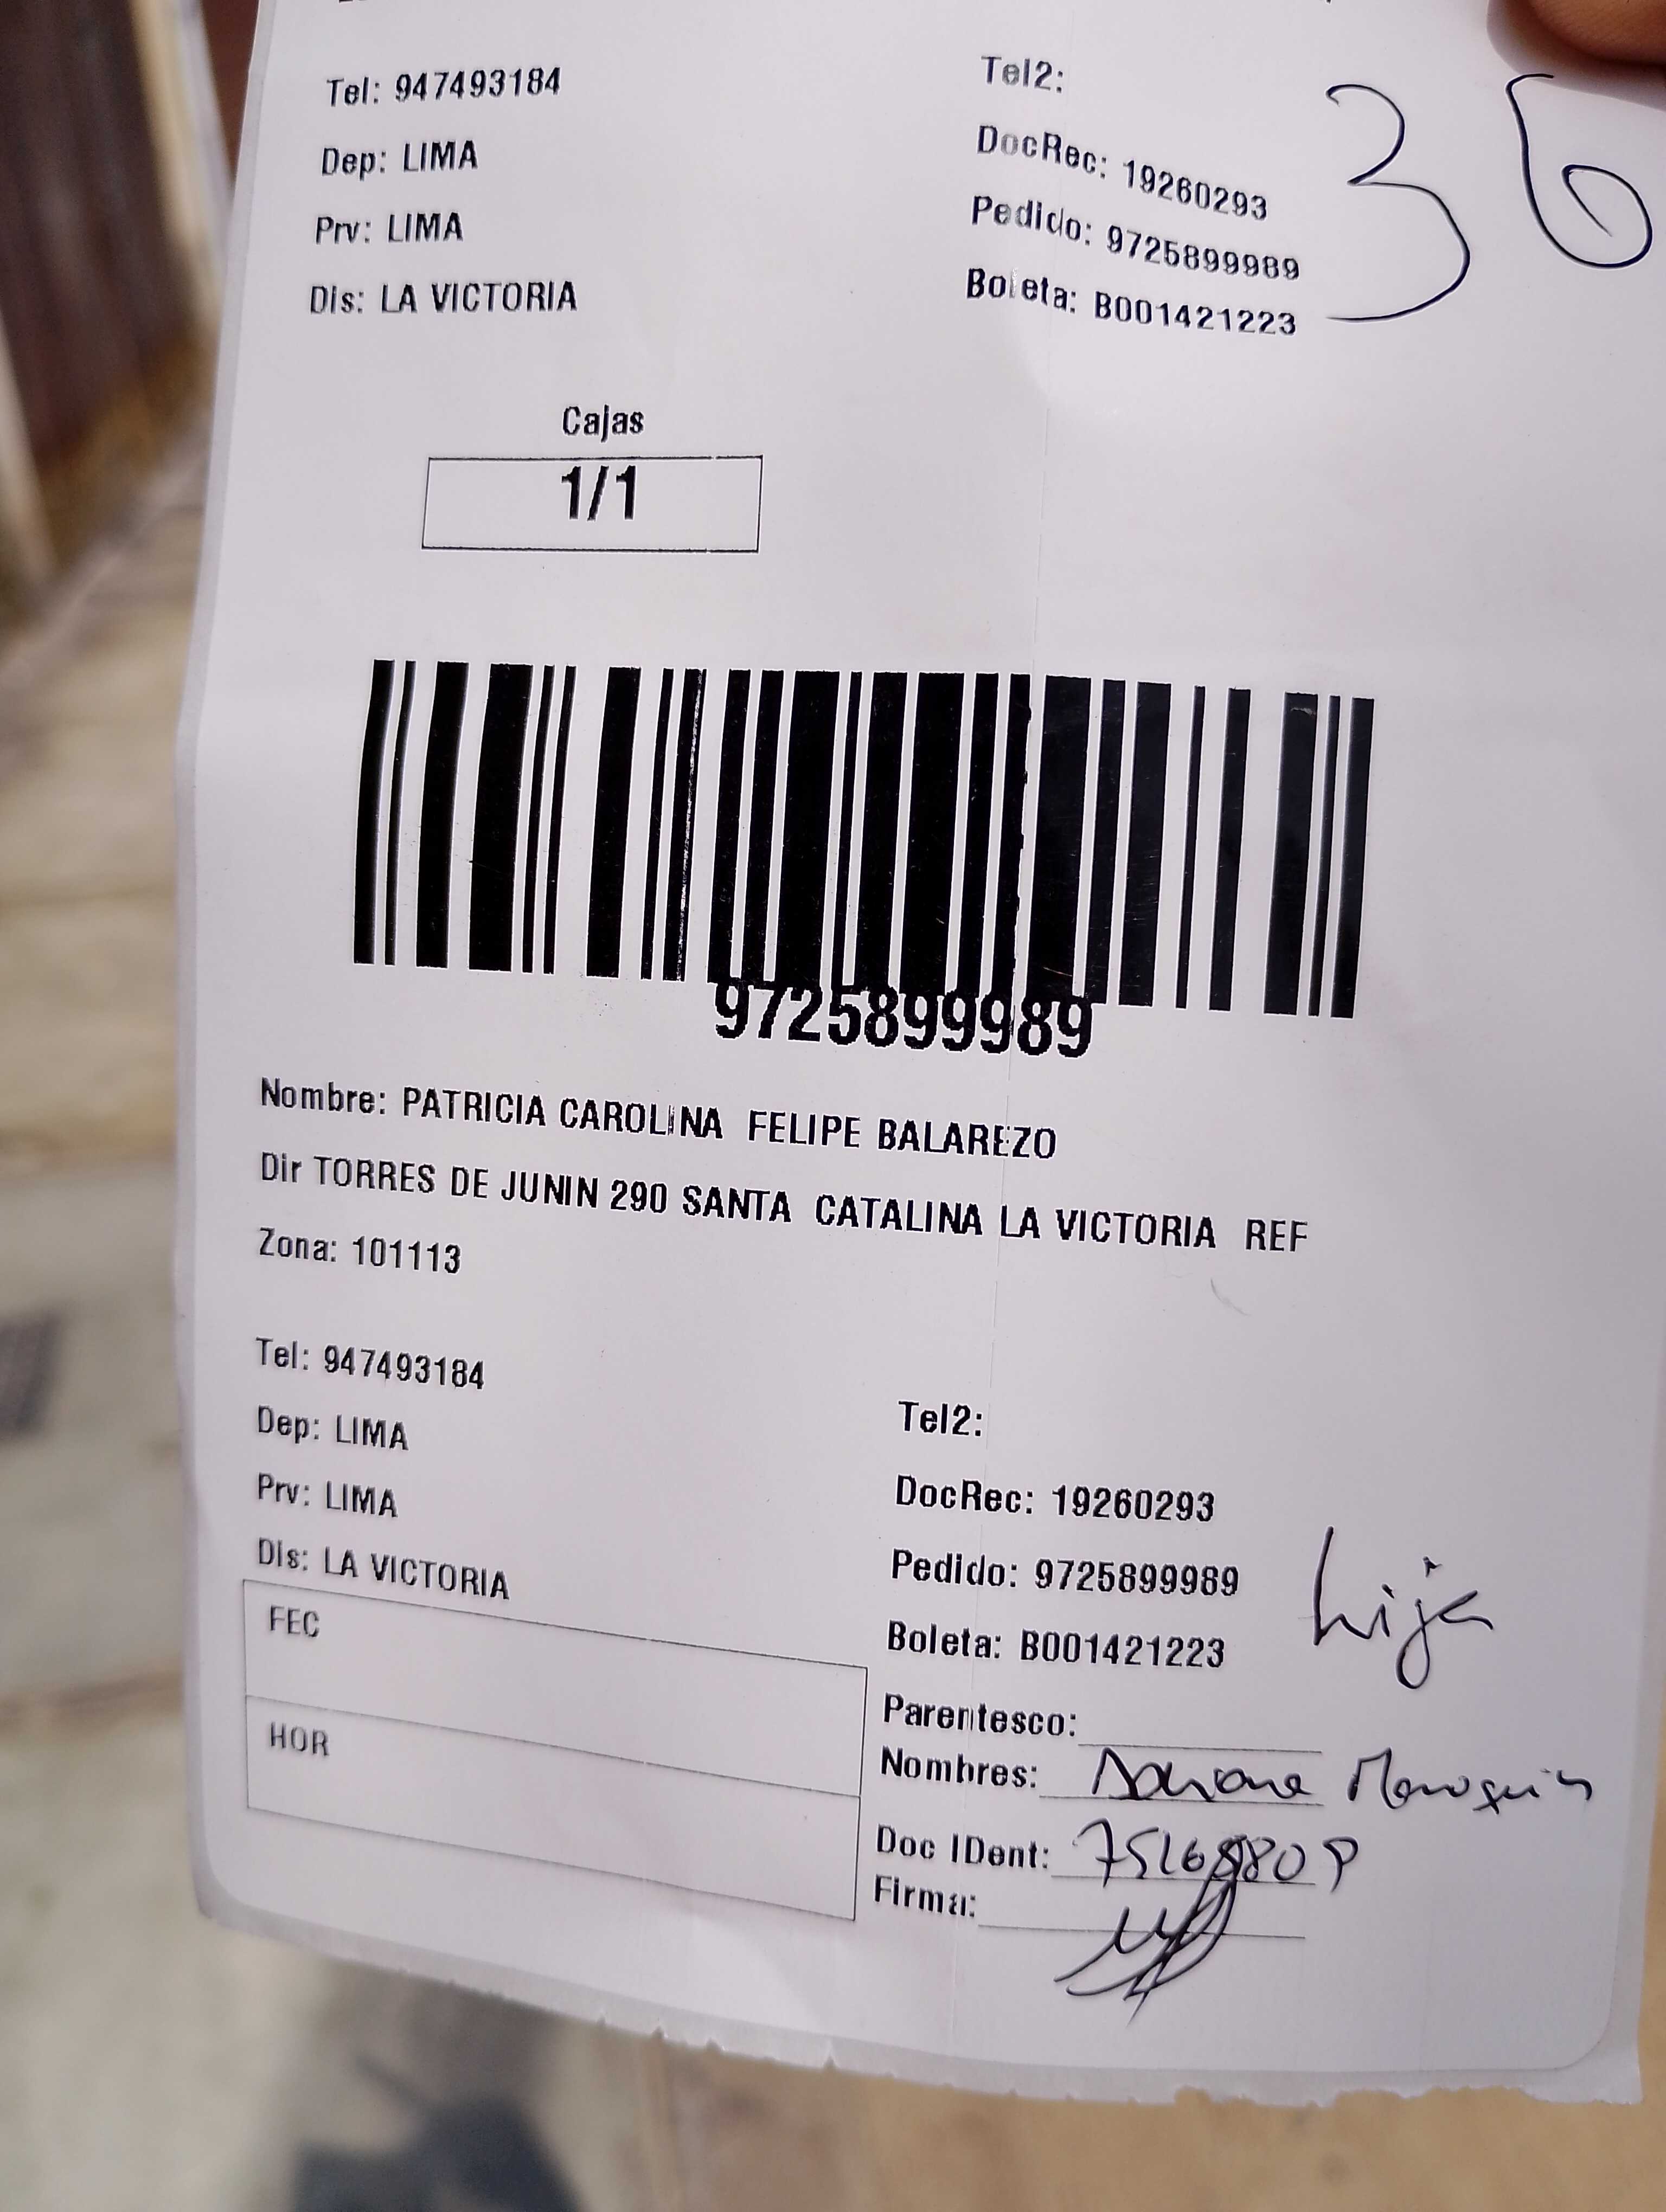 Tel: 947493184
Tel2:
Dep: LIMA
DocRec: 19260293
Prv: LIMA
Pedido: 9725899989
Dis: LA VICTORIA
Boleta: B001421223
36
Cajas
1/1
9725899989
Nombre: PATRICIA CAROLINA FELIPE BALAREZO
Dir TORRES DE JUNIN 290 SANTA CATALINA LA VICTORIA REF
Zona: 101113
Tel: 947493184
Tel2:
Dep: LIMA
DocRec: 19260293
Prv: LIMA
Pedido: 9725899989
Dis: LA VICTORIA
Boleta: B001421223
hija
FEC
HOR
Parentesco:
Nombres:
Doc IDent:
Firma: